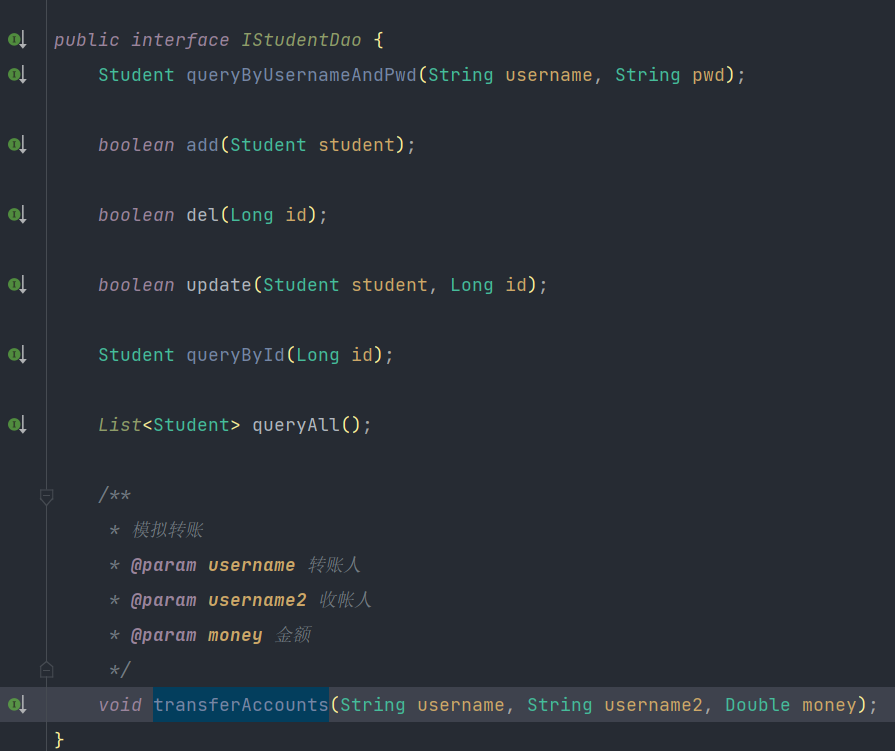 public interface IStudentDao {
Student queryByUsernameAndPwd(String username, String pwd);
boolean add(Student student);
boolean del(Long id);
boolean update(Student student, Long id);
Student queryById(Long id);
List<Student> queryAll();
/**
* 模拟转账
* @param username 转账人
* @param username2 收帐人
* @param money 金额
*/
void transferAccounts(String username, String username2, Double money);
}